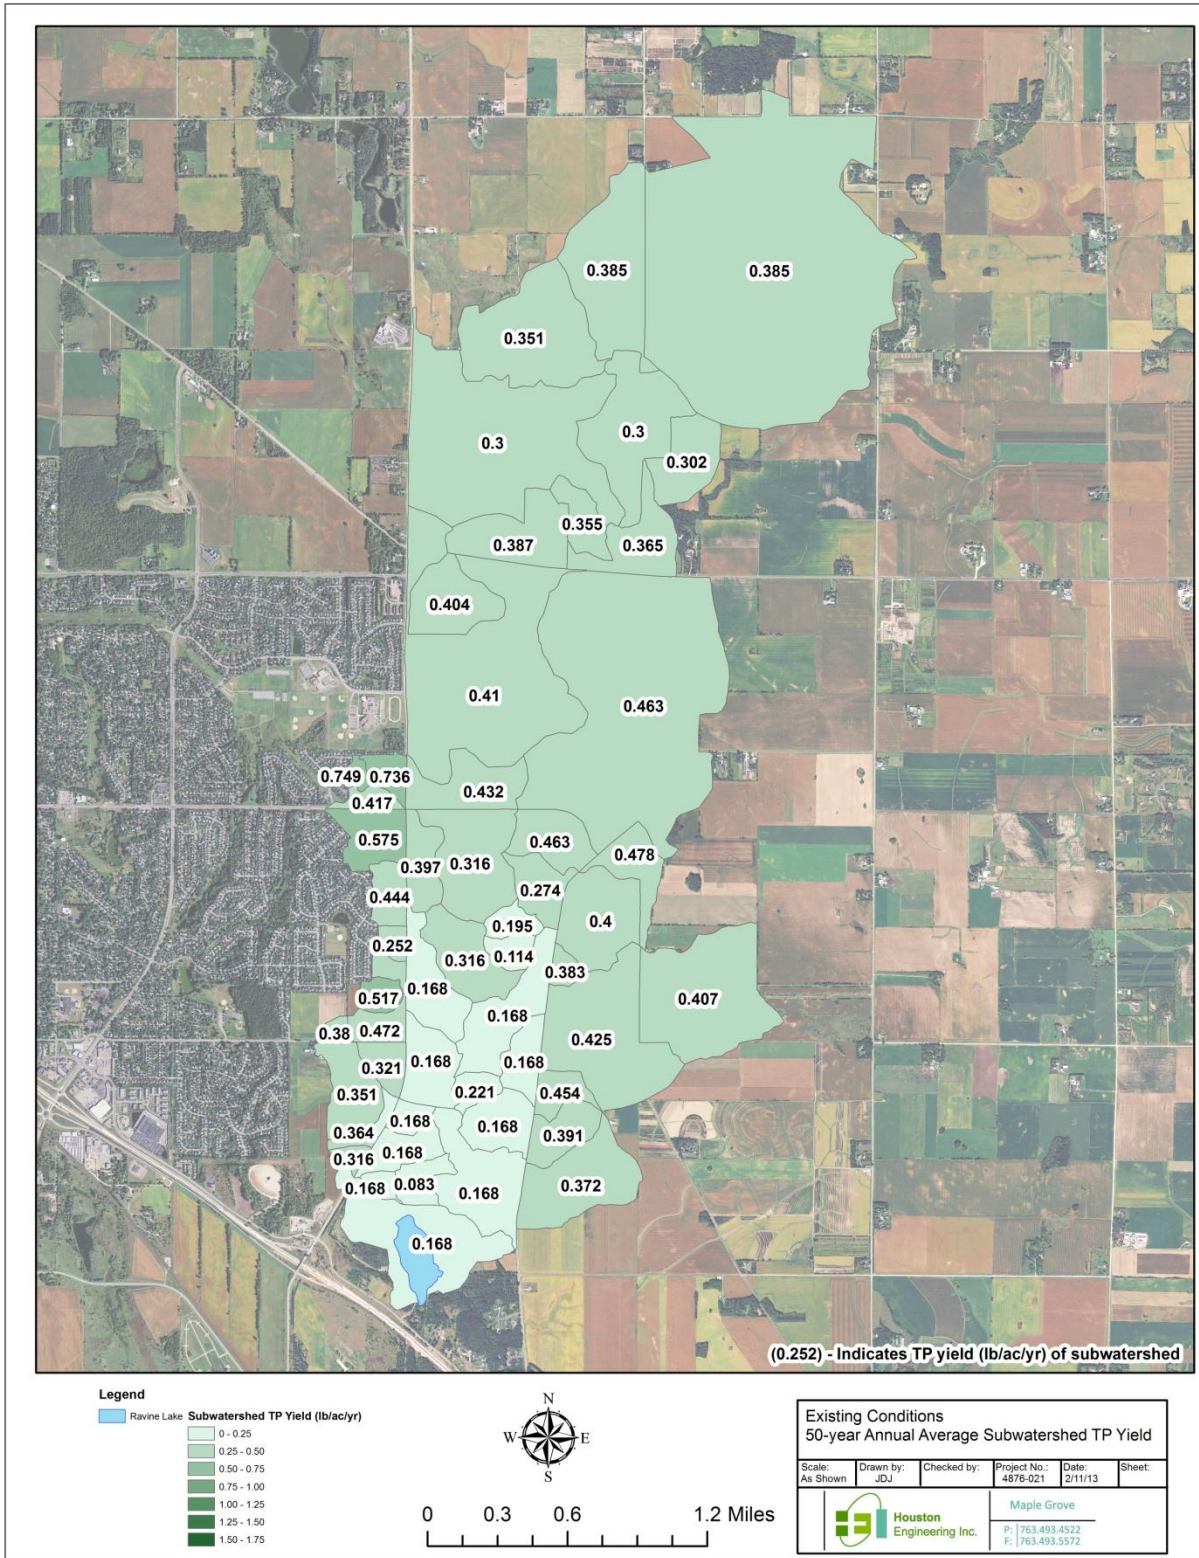 0.385
0.385
0.351
0.3
0.3
0.302
0.355
0.387
0.365
0.404
0.41
0.463
0.749
0.736
0.432
0.417
0.575
0.463
0.397
0.316
0.478
0.274
0.444
0.195
0.4
0.252
0.316
0.114
0.383
0.168
0.517
0.407
0.168
0.38
0.472
0.425
0.168
0.168
0.321
0.221
0.454
0.351
0.168
0.168
0.364
0.391
0.168
0.316
0.168
0.083
0.168
0.372
0.168
(0.252) - Indicates TP yield (lb/ac/yr) of subwatershed
Legend
Ravine Lake
Subwatershed TP Yield (lb/ac/yr)
0 - 0.25
0.25 - 0.50
0.50 - 0.75
0.75 - 1.00
1.00 - 1.25
1.25 - 1.50
1.50 - 1.75
N
W
E
S
0 0.3 0.6 1.2 Miles
Existing Conditions
50-year Annual Average Subwatershed TP Yield
Scale: Drawn by: Checked by: Project No.: Date: Sheet:
As Shown JDJ 4876-021 2/11/13
Houston
Engineering Inc.
Maple Grove
P: 763.493.4522
F: 763.493.5572